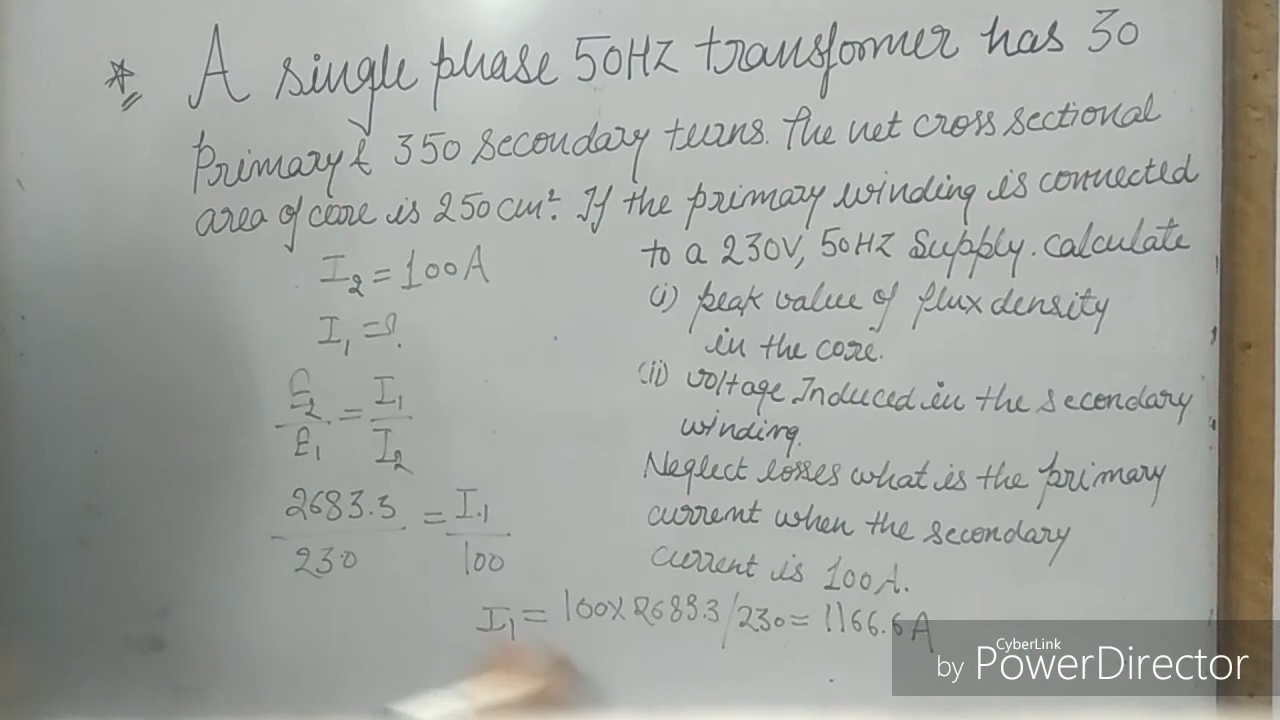 * A single phase 50HZ transformer has 30
Primary & 350 secondary turns. The net cross sectional
area of core is 250cm². If the primary winding is connected
to a 230V, 50HZ Supply. Calculate
(i) peak value of flux density
in the core.
(ii) voltage Induced in the secondary
winding.
Neglect losses what is the primary
current when the secondary
current is 100A.
I₂ = 100A
I₁ = ?
E₂/E₁ = I₁/I₂
2683.3/230 = I₁/100
I₁ = 100 x 2683.3/230 = 1166.6A
CyberLink
by PowerDirector